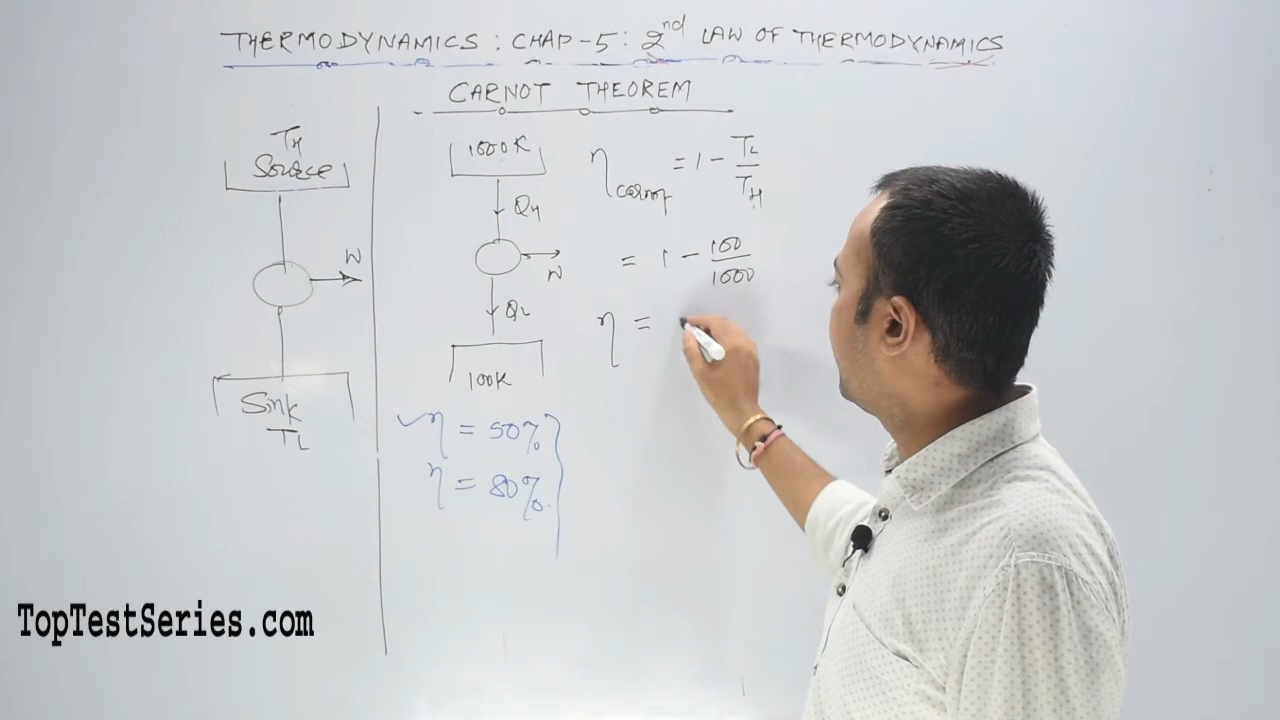 THERMODYNAMICS : CHAP-5 : 2nd LAW OF THERMODYNAMICS
CARNOT THEOREM
TH
Source
W
Sink
TL
1000K
QH
W
QL
100K
η = 50%
η = 80%.
ηcarnot = 1 - TL/TH
= 1 - 100/1000
η =
TopTestSeries.com